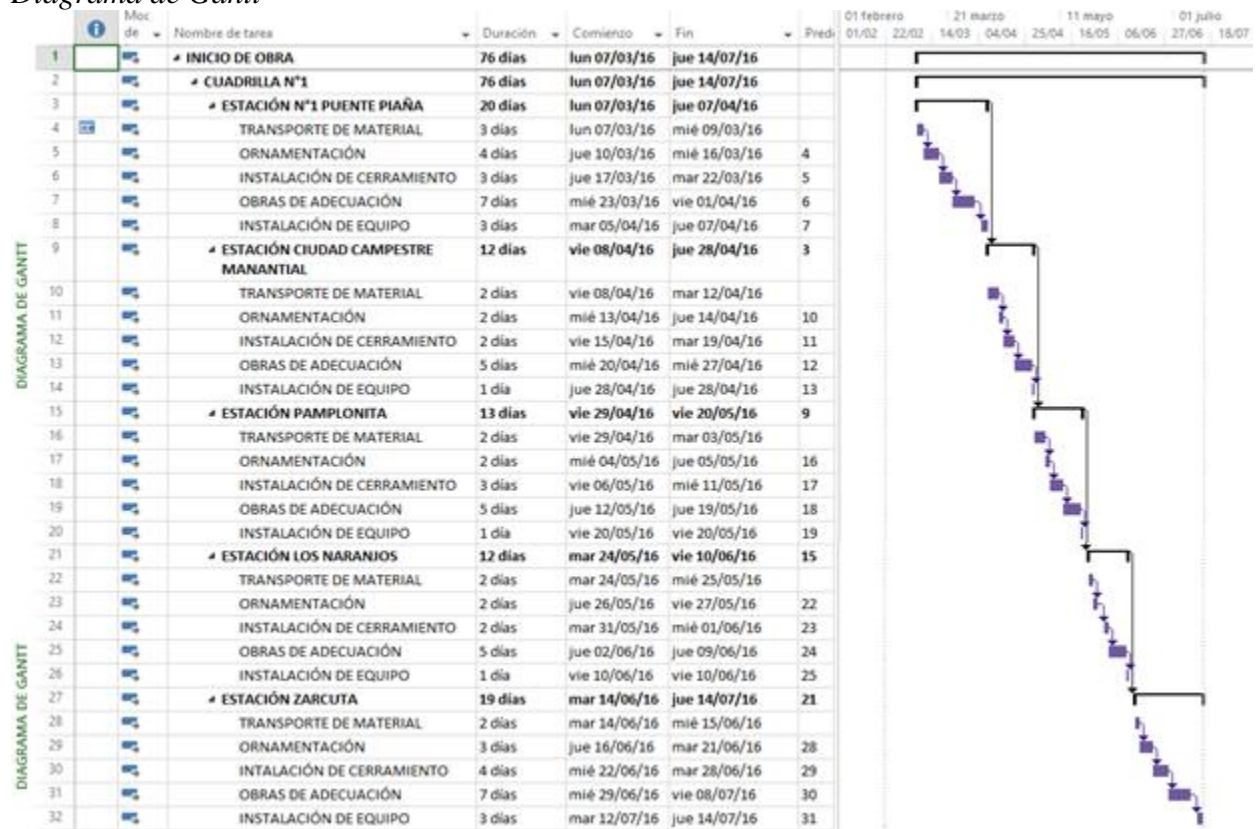 Diagrama de Gantt
Moc de Nombre de tarea Duración Comienzo Fin Pred 01 febrero 21 marzo 11 mayo 01 julio
01/02 22/02 14/03 04/04 25/04 16/05 06/06 27/06 18/07
1 INICIO DE OBRA 76 días lun 07/03/16 jue 14/07/16
2 CUADRILLA N°1 76 días lun 07/03/16 jue 14/07/16
3 ESTACIÓN N°1 PUENTE PIAÑA 20 días lun 07/03/16 jue 07/04/16
4 TRANSPORTE DE MATERIAL 3 días lun 07/03/16 mié 09/03/16
5 ORNAMENTACIÓN 4 días jue 10/03/16 mié 16/03/16 4
6 INSTALACIÓN DE CERRAMIENTO 3 días jue 17/03/16 mar 22/03/16 5
7 OBRAS DE ADECUACIÓN 7 días mié 23/03/16 vie 01/04/16 6
8 INSTALACIÓN DE EQUIPO 3 días mar 05/04/16 jue 07/04/16 7
9 ESTACIÓN CIUDAD CAMPESTRE MANANTIAL 12 días vie 08/04/16 jue 28/04/16 3
10 TRANSPORTE DE MATERIAL 2 días vie 08/04/16 mar 12/04/16
11 ORNAMENTACIÓN 2 días mié 13/04/16 jue 14/04/16 10
12 INSTALACIÓN DE CERRAMIENTO 2 días vie 15/04/16 mar 19/04/16 11
13 OBRAS DE ADECUACIÓN 5 días mié 20/04/16 mié 27/04/16 12
14 INSTALACIÓN DE EQUIPO 1 día jue 28/04/16 jue 28/04/16 13
15 ESTACIÓN PAMPLONITA 13 días vie 29/04/16 vie 20/05/16 9
16 TRANSPORTE DE MATERIAL 2 días vie 29/04/16 mar 03/05/16
17 ORNAMENTACIÓN 2 días mié 04/05/16 jue 05/05/16 16
18 INSTALACIÓN DE CERRAMIENTO 3 días vie 06/05/16 mié 11/05/16 17
19 OBRAS DE ADECUACIÓN 5 días jue 12/05/16 jue 19/05/16 18
20 INSTALACIÓN DE EQUIPO 1 día vie 20/05/16 vie 20/05/16 19
21 ESTACIÓN LOS NARANJOS 12 días mar 24/05/16 vie 10/06/16 15
22 TRANSPORTE DE MATERIAL 2 días mar 24/05/16 mié 25/05/16
23 ORNAMENTACIÓN 2 días jue 26/05/16 vie 27/05/16 22
24 INSTALACIÓN DE CERRAMIENTO 2 días mar 31/05/16 mié 01/06/16 23
25 OBRAS DE ADECUACIÓN 5 días jue 02/06/16 jue 09/06/16 24
26 INSTALACIÓN DE EQUIPO 1 día vie 10/06/16 vie 10/06/16 25
27 ESTACIÓN ZARCUTA 19 días mar 14/06/16 jue 14/07/16 21
28 TRANSPORTE DE MATERIAL 2 días mar 14/06/16 mié 15/06/16
29 ORNAMENTACIÓN 3 días jue 16/06/16 mar 21/06/16 28
30 INTALACIÓN DE CERRAMIENTO 4 días mié 22/06/16 mar 28/06/16 29
31 OBRAS DE ADECUACIÓN 7 días mié 29/06/16 vie 08/07/16 30
32 INSTALACIÓN DE EQUIPO 3 días mar 12/07/16 jue 14/07/16 31
DIAGRAMA DE GANTT
DIAGRAMA DE GANTT